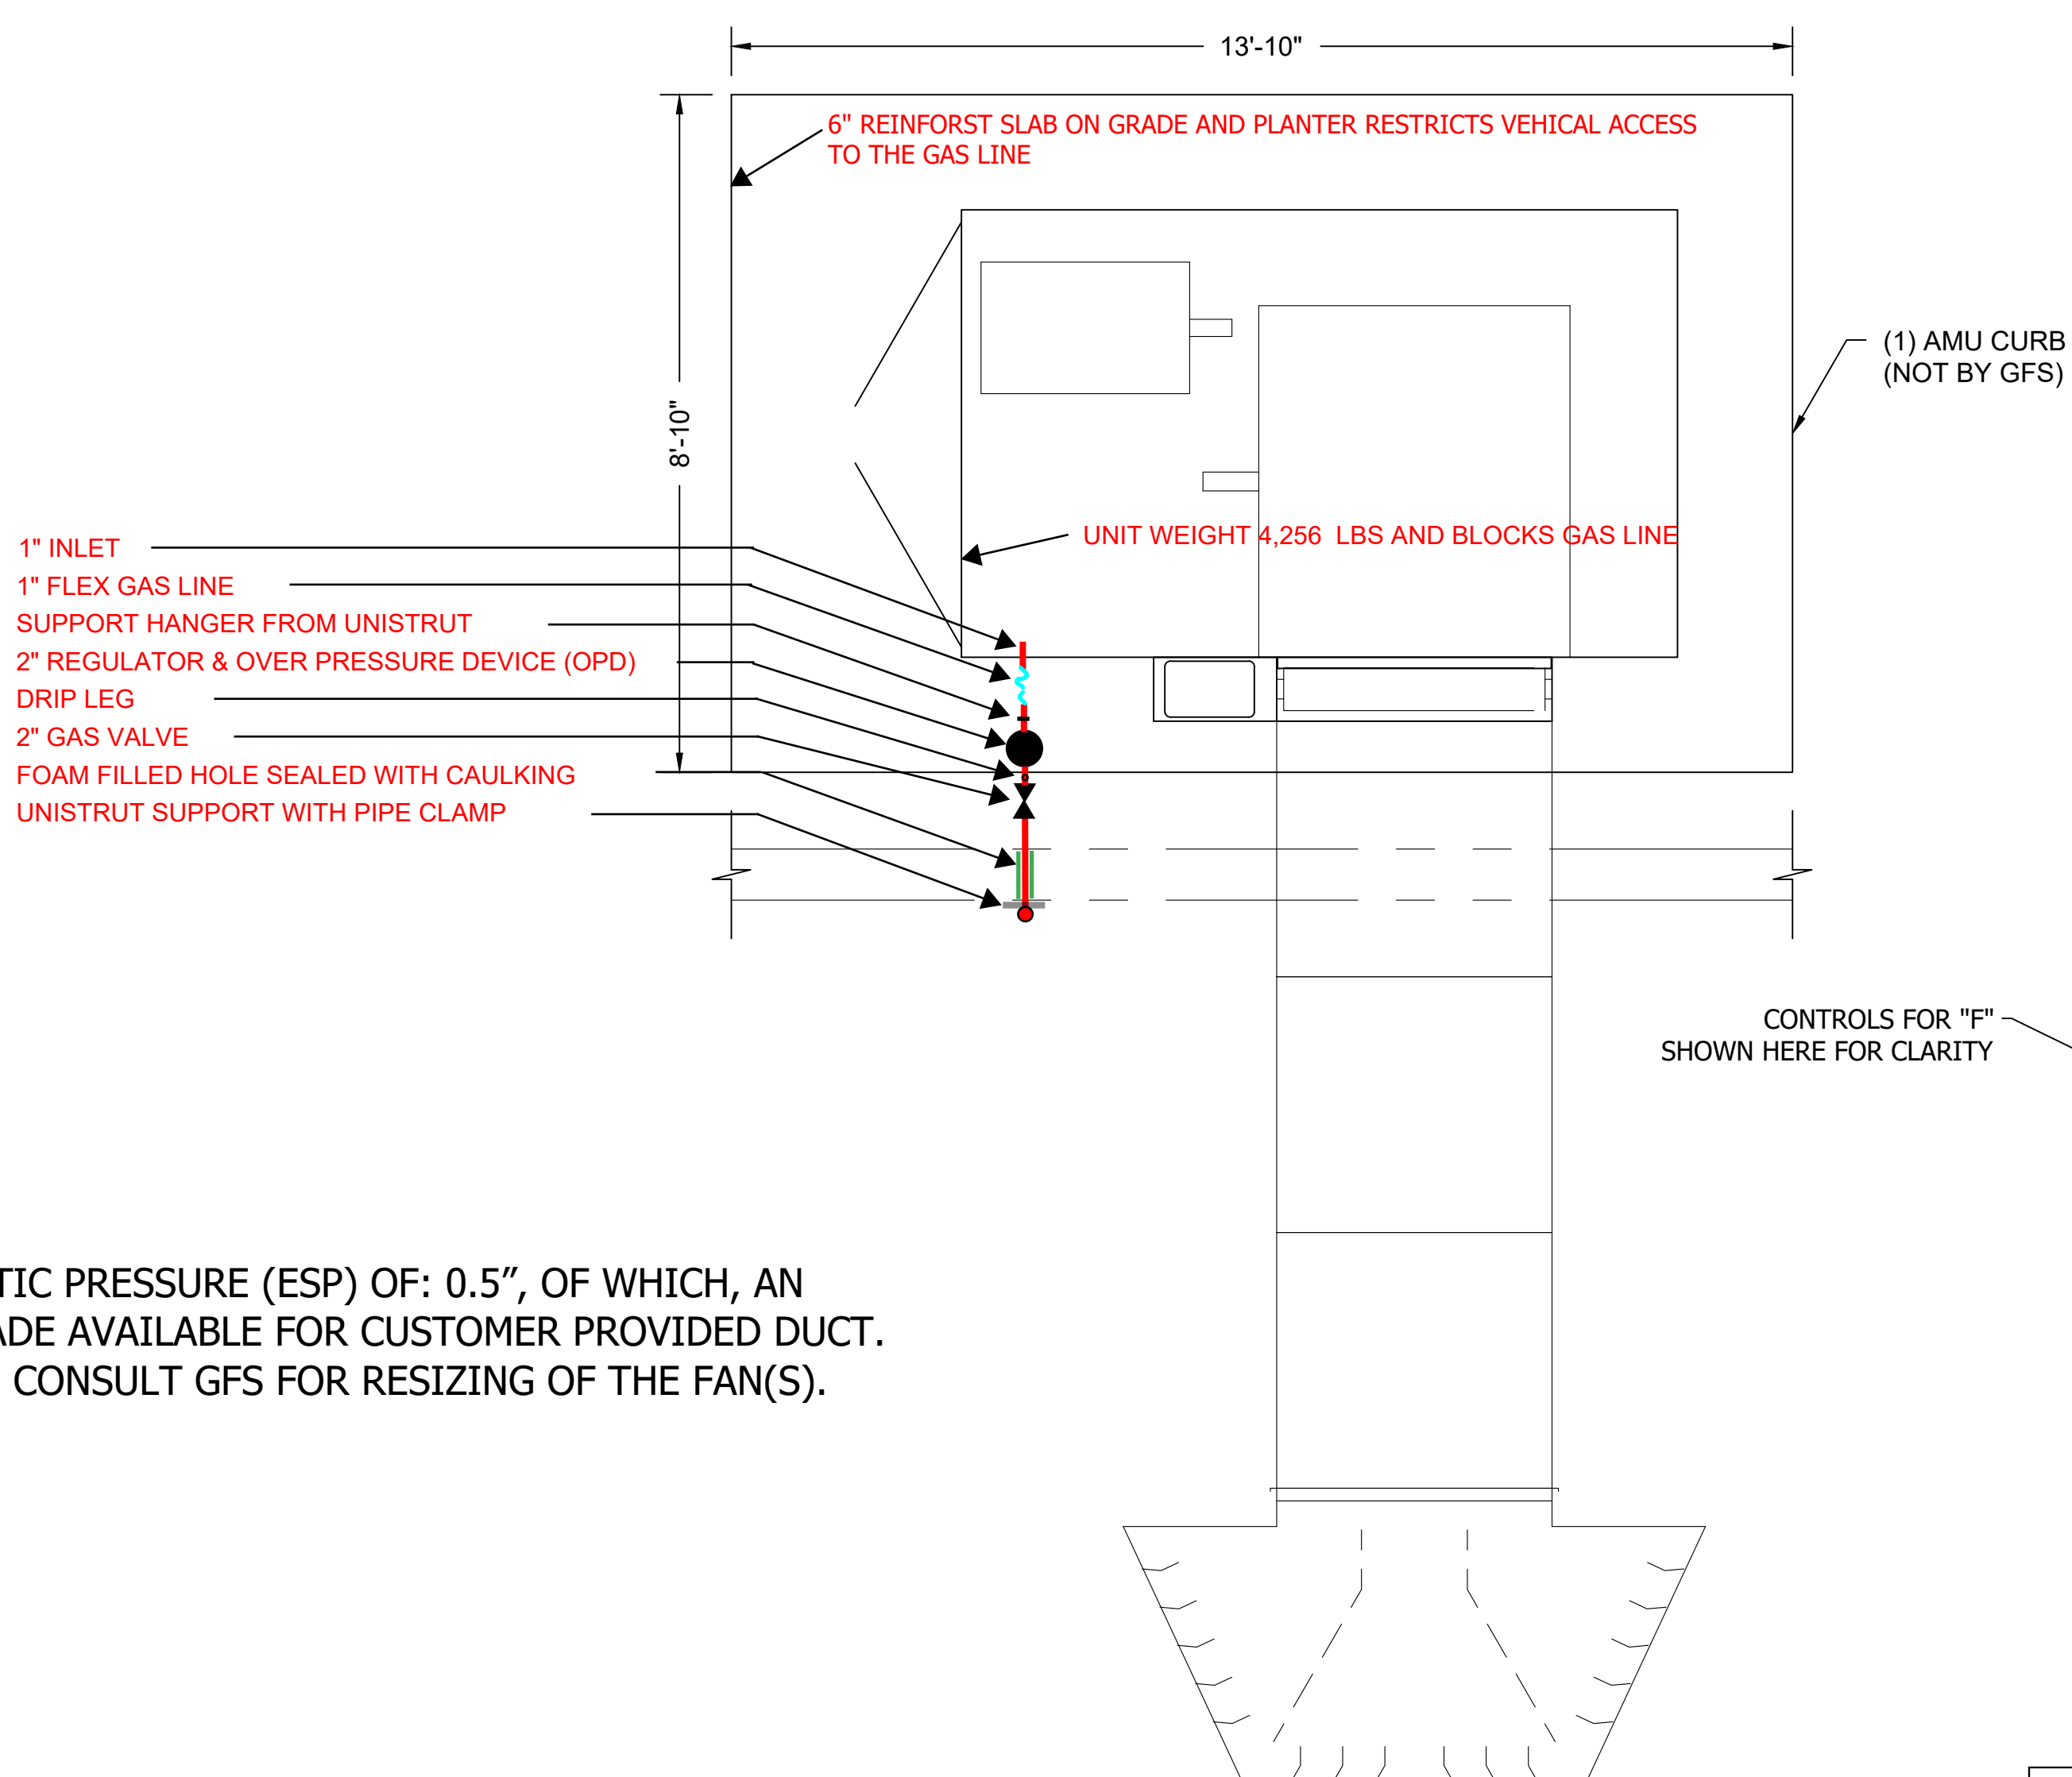 13'-10"
6" REINFORST SLAB ON GRADE AND PLANTER RESTRICTS VEHICAL ACCESS
TO THE GAS LINE
8'-10"
(1) AMU CURB
(NOT BY GFS)
UNIT WEIGHT 4,256 LBS AND BLOCKS GAS LINE
1" INLET
1" FLEX GAS LINE
SUPPORT HANGER FROM UNISTRUT
2" REGULATOR & OVER PRESSURE DEVICE (OPD)
DRIP LEG
2" GAS VALVE
FOAM FILLED HOLE SEALED WITH CAULKING
UNISTRUT SUPPORT WITH PIPE CLAMP
CONTROLS FOR "F"
SHOWN HERE FOR CLARITY
TIC PRESSURE (ESP) OF: 0.5”, OF WHICH, AN
ADE AVAILABLE FOR CUSTOMER PROVIDED DUCT.
CONSULT GFS FOR RESIZING OF THE FAN(S).